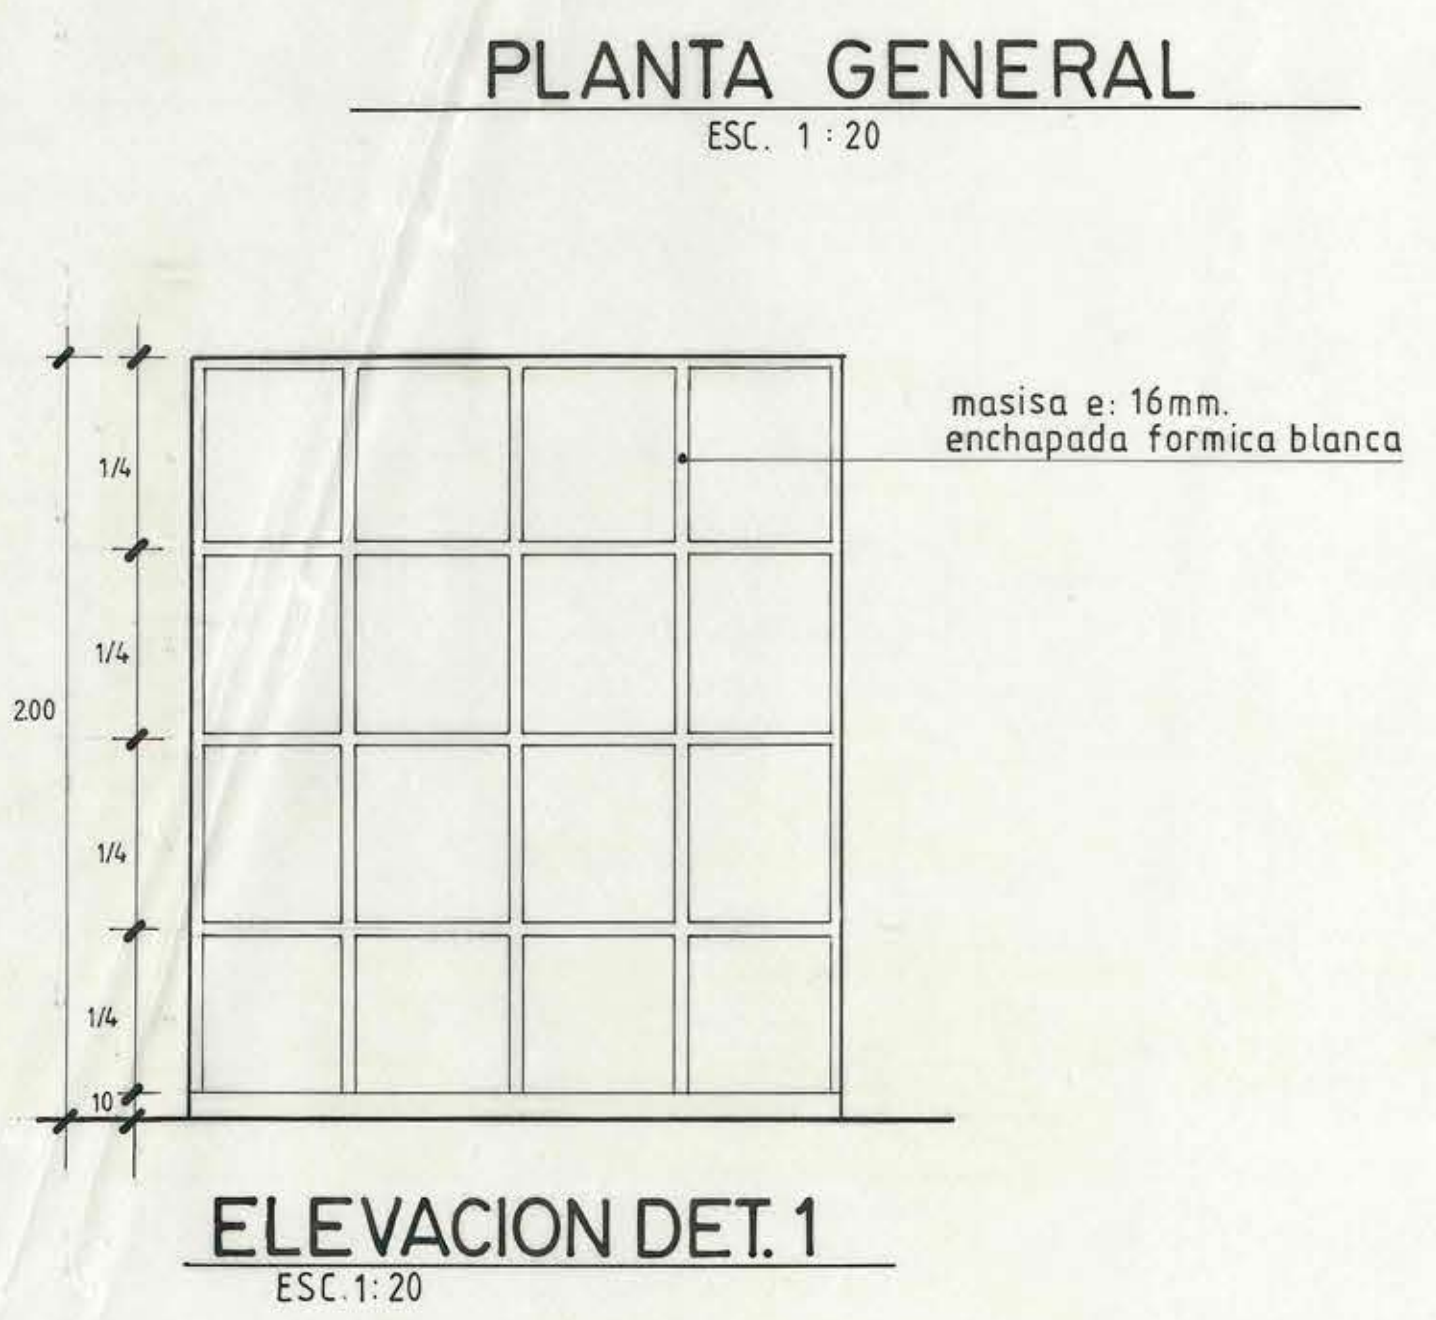 PLANTA GENERAL
ESC. 1:20
masisa e: 16mm.
enchapada formica blanca
1/4
1/4
200
1/4
1/4
10
ELEVACION DET. 1
ESC. 1:20